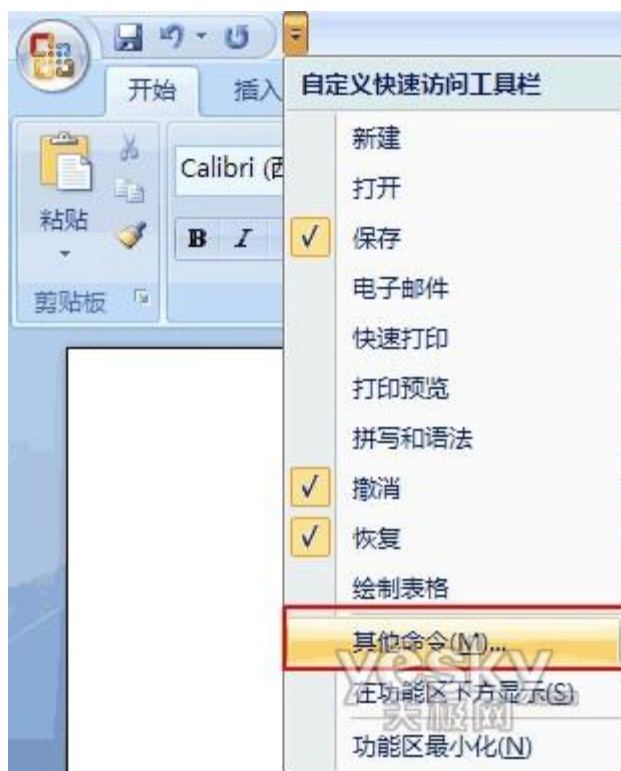 开始 插入
自定义快速访问工具栏
新建
打开
保存
电子邮件
快速打印
打印预览
拼写和语法
撤消
恢复
绘制表格
其他命令(M)...
在功能区下方显示(S)
功能区最小化(N)
Calibri (西
粘贴
B I
剪贴板
yesky
天极网